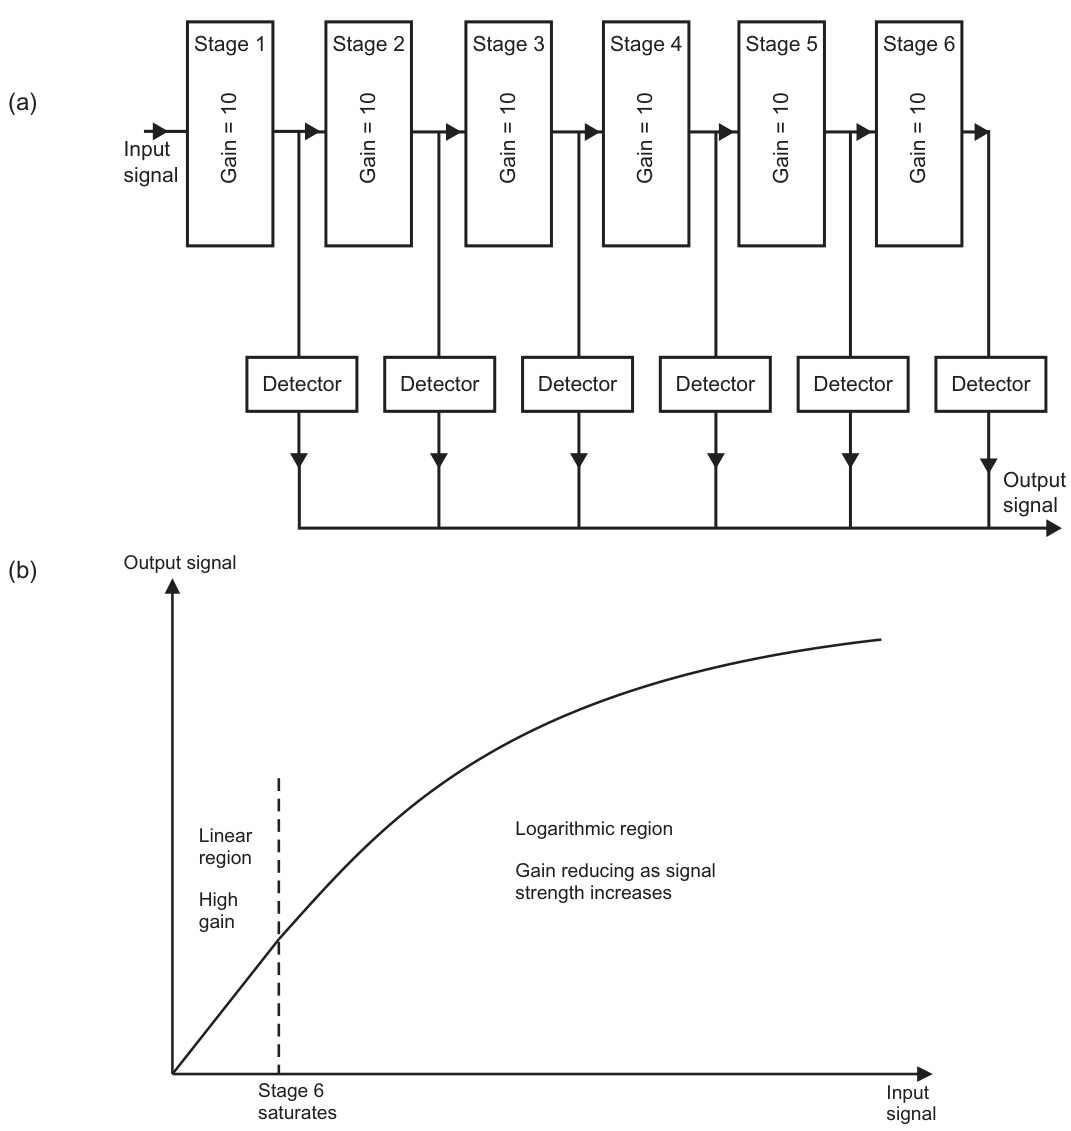 (a)
Stage 1
Stage 2
Stage 3
Stage 4
Stage 5
Stage 6
Gain = 10
Gain = 10
Gain = 10
Gain = 10
Gain = 10
Gain = 10
Input
signal
Detector
Detector
Detector
Detector
Detector
Detector
Output
signal
(b)
Output signal
Linear
region
High
gain
Logarithmic region
Gain reducing as signal
strength increases
Stage 6
saturates
Input
signal